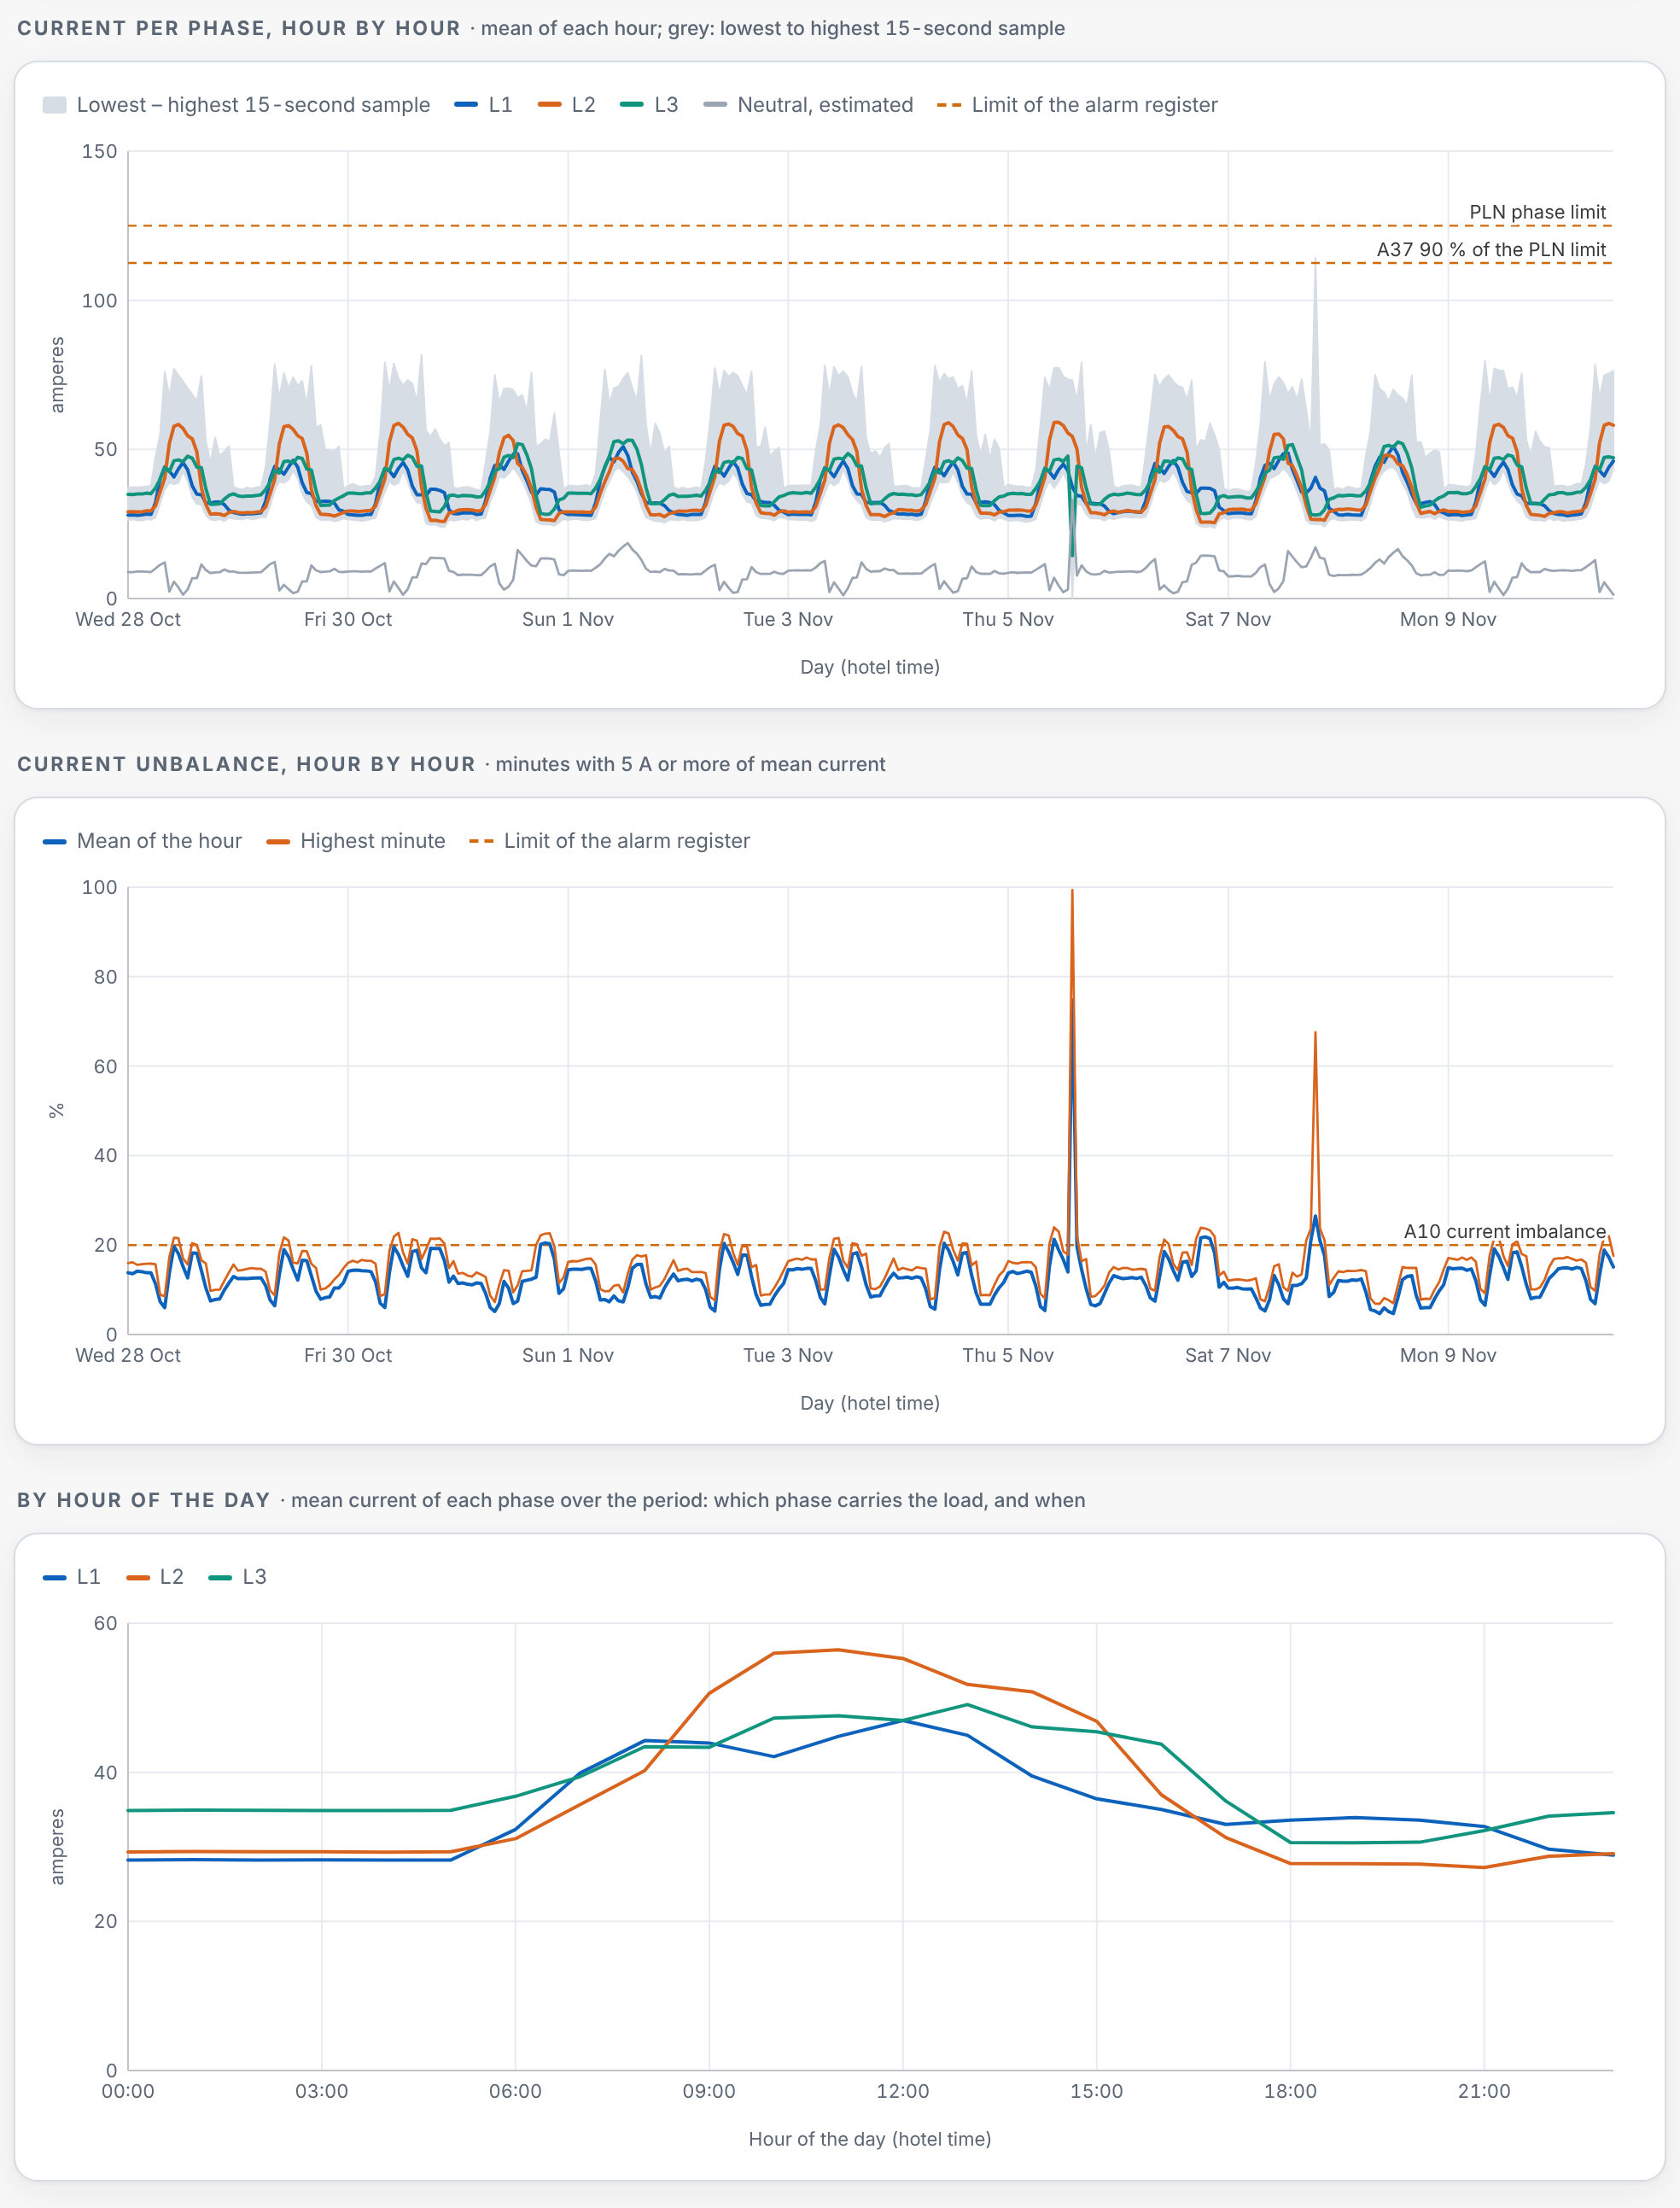 CURRENT PER PHASE, HOUR BY HOUR · mean of each hour; grey: lowest to highest 15-second sample
Lowest – highest 15-second sample L1 L2 L3 Neutral, estimated Limit of the alarm register
150
PLN phase limit
A37 90 % of the PLN limit
100
amperes
50
0
Wed 28 Oct Fri 30 Oct Sun 1 Nov Tue 3 Nov Thu 5 Nov Sat 7 Nov Mon 9 Nov
Day (hotel time)
CURRENT UNBALANCE, HOUR BY HOUR · minutes with 5 A or more of mean current
Mean of the hour Highest minute Limit of the alarm register
100
80
60
%
40
A10 current imbalance
20
0
Wed 28 Oct Fri 30 Oct Sun 1 Nov Tue 3 Nov Thu 5 Nov Sat 7 Nov Mon 9 Nov
Day (hotel time)
BY HOUR OF THE DAY · mean current of each phase over the period: which phase carries the load, and when
L1 L2 L3
60
40
amperes
20
0
00:00 03:00 06:00 09:00 12:00 15:00 18:00 21:00
Hour of the day (hotel time)